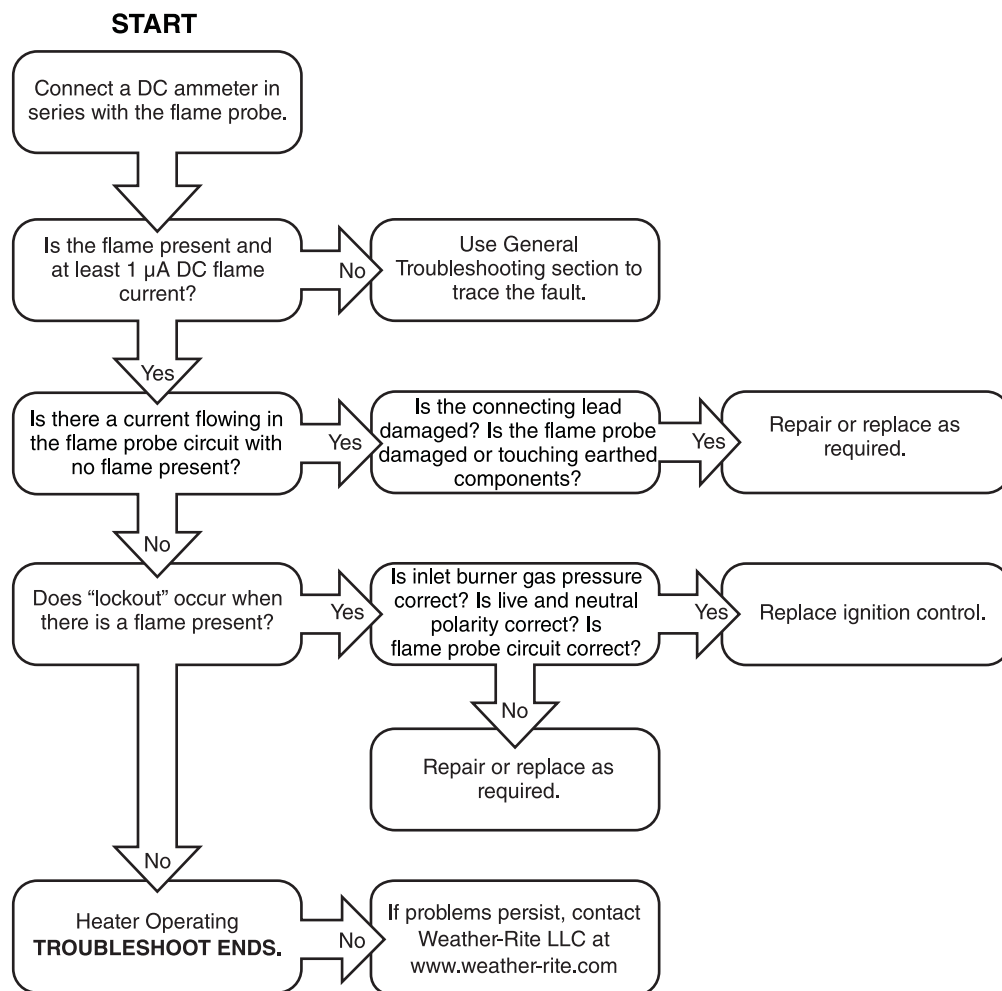 START
Connect a DC ammeter in
series with the flame probe.
Is the flame present and
at least 1 µA DC flame
current?
No
Use General
Troubleshooting section to
trace the fault.
Yes
Is there a current flowing in
the flame probe circuit with
no flame present?
Yes
Is the connecting lead
damaged? Is the flame probe
damaged or touching earthed
components?
Yes
Repair or replace as
required.
No
Does “lockout” occur when
there is a flame present?
Yes
Is inlet burner gas pressure
correct? Is live and neutral
polarity correct? Is
flame probe circuit correct?
Yes
Replace ignition control.
No
Repair or replace as
required.
No
Heater Operating
TROUBLESHOOT ENDS.
No
If problems persist, contact
Weather-Rite LLC at
www.weather-rite.com